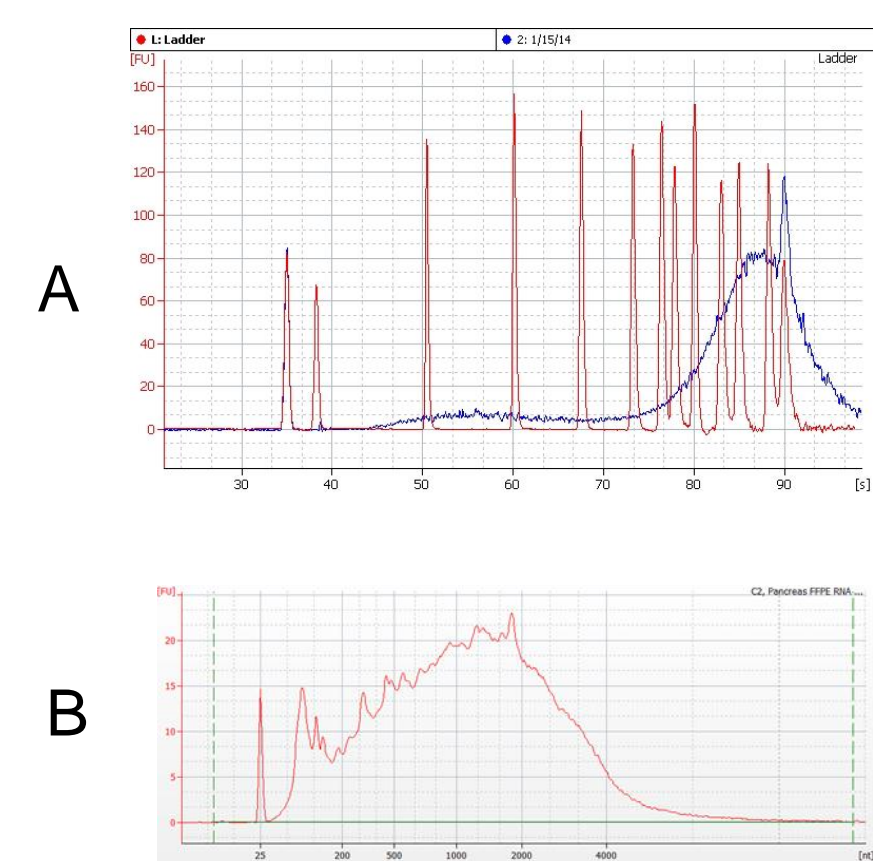 L: Ladder 2: 1/15/14
[FU] Ladder
160
140
120
100
80
60
40
20
0
30 40 50 60 70 80 90 [s]
A
[FU] C2, Pancreas FFPE RNA ...
20
15
10
5
0
25 200 500 1000 2000 4000 [nt]
B